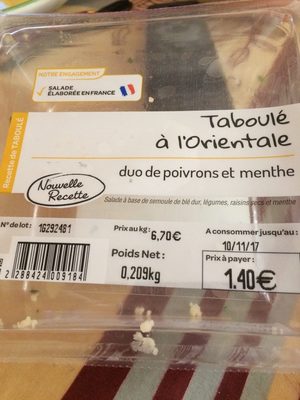 NOTRE ENGAGEMENT
SALADE
ÉLABORÉE EN FRANCE
Recette de TABOULÉ
Taboulé
à l'Orientale
duo de poivrons et menthe
Nouvelle
Recette
Salade à base de semoule de blé dur, légumes, raisins secs et menthe
N° de lot: 16292481
Prix au kg: 6,70€
A consommer jusqu'au:
10/11/17
Poids Net:
0,209kg
Prix à payer:
1.40€
2 288424 009184